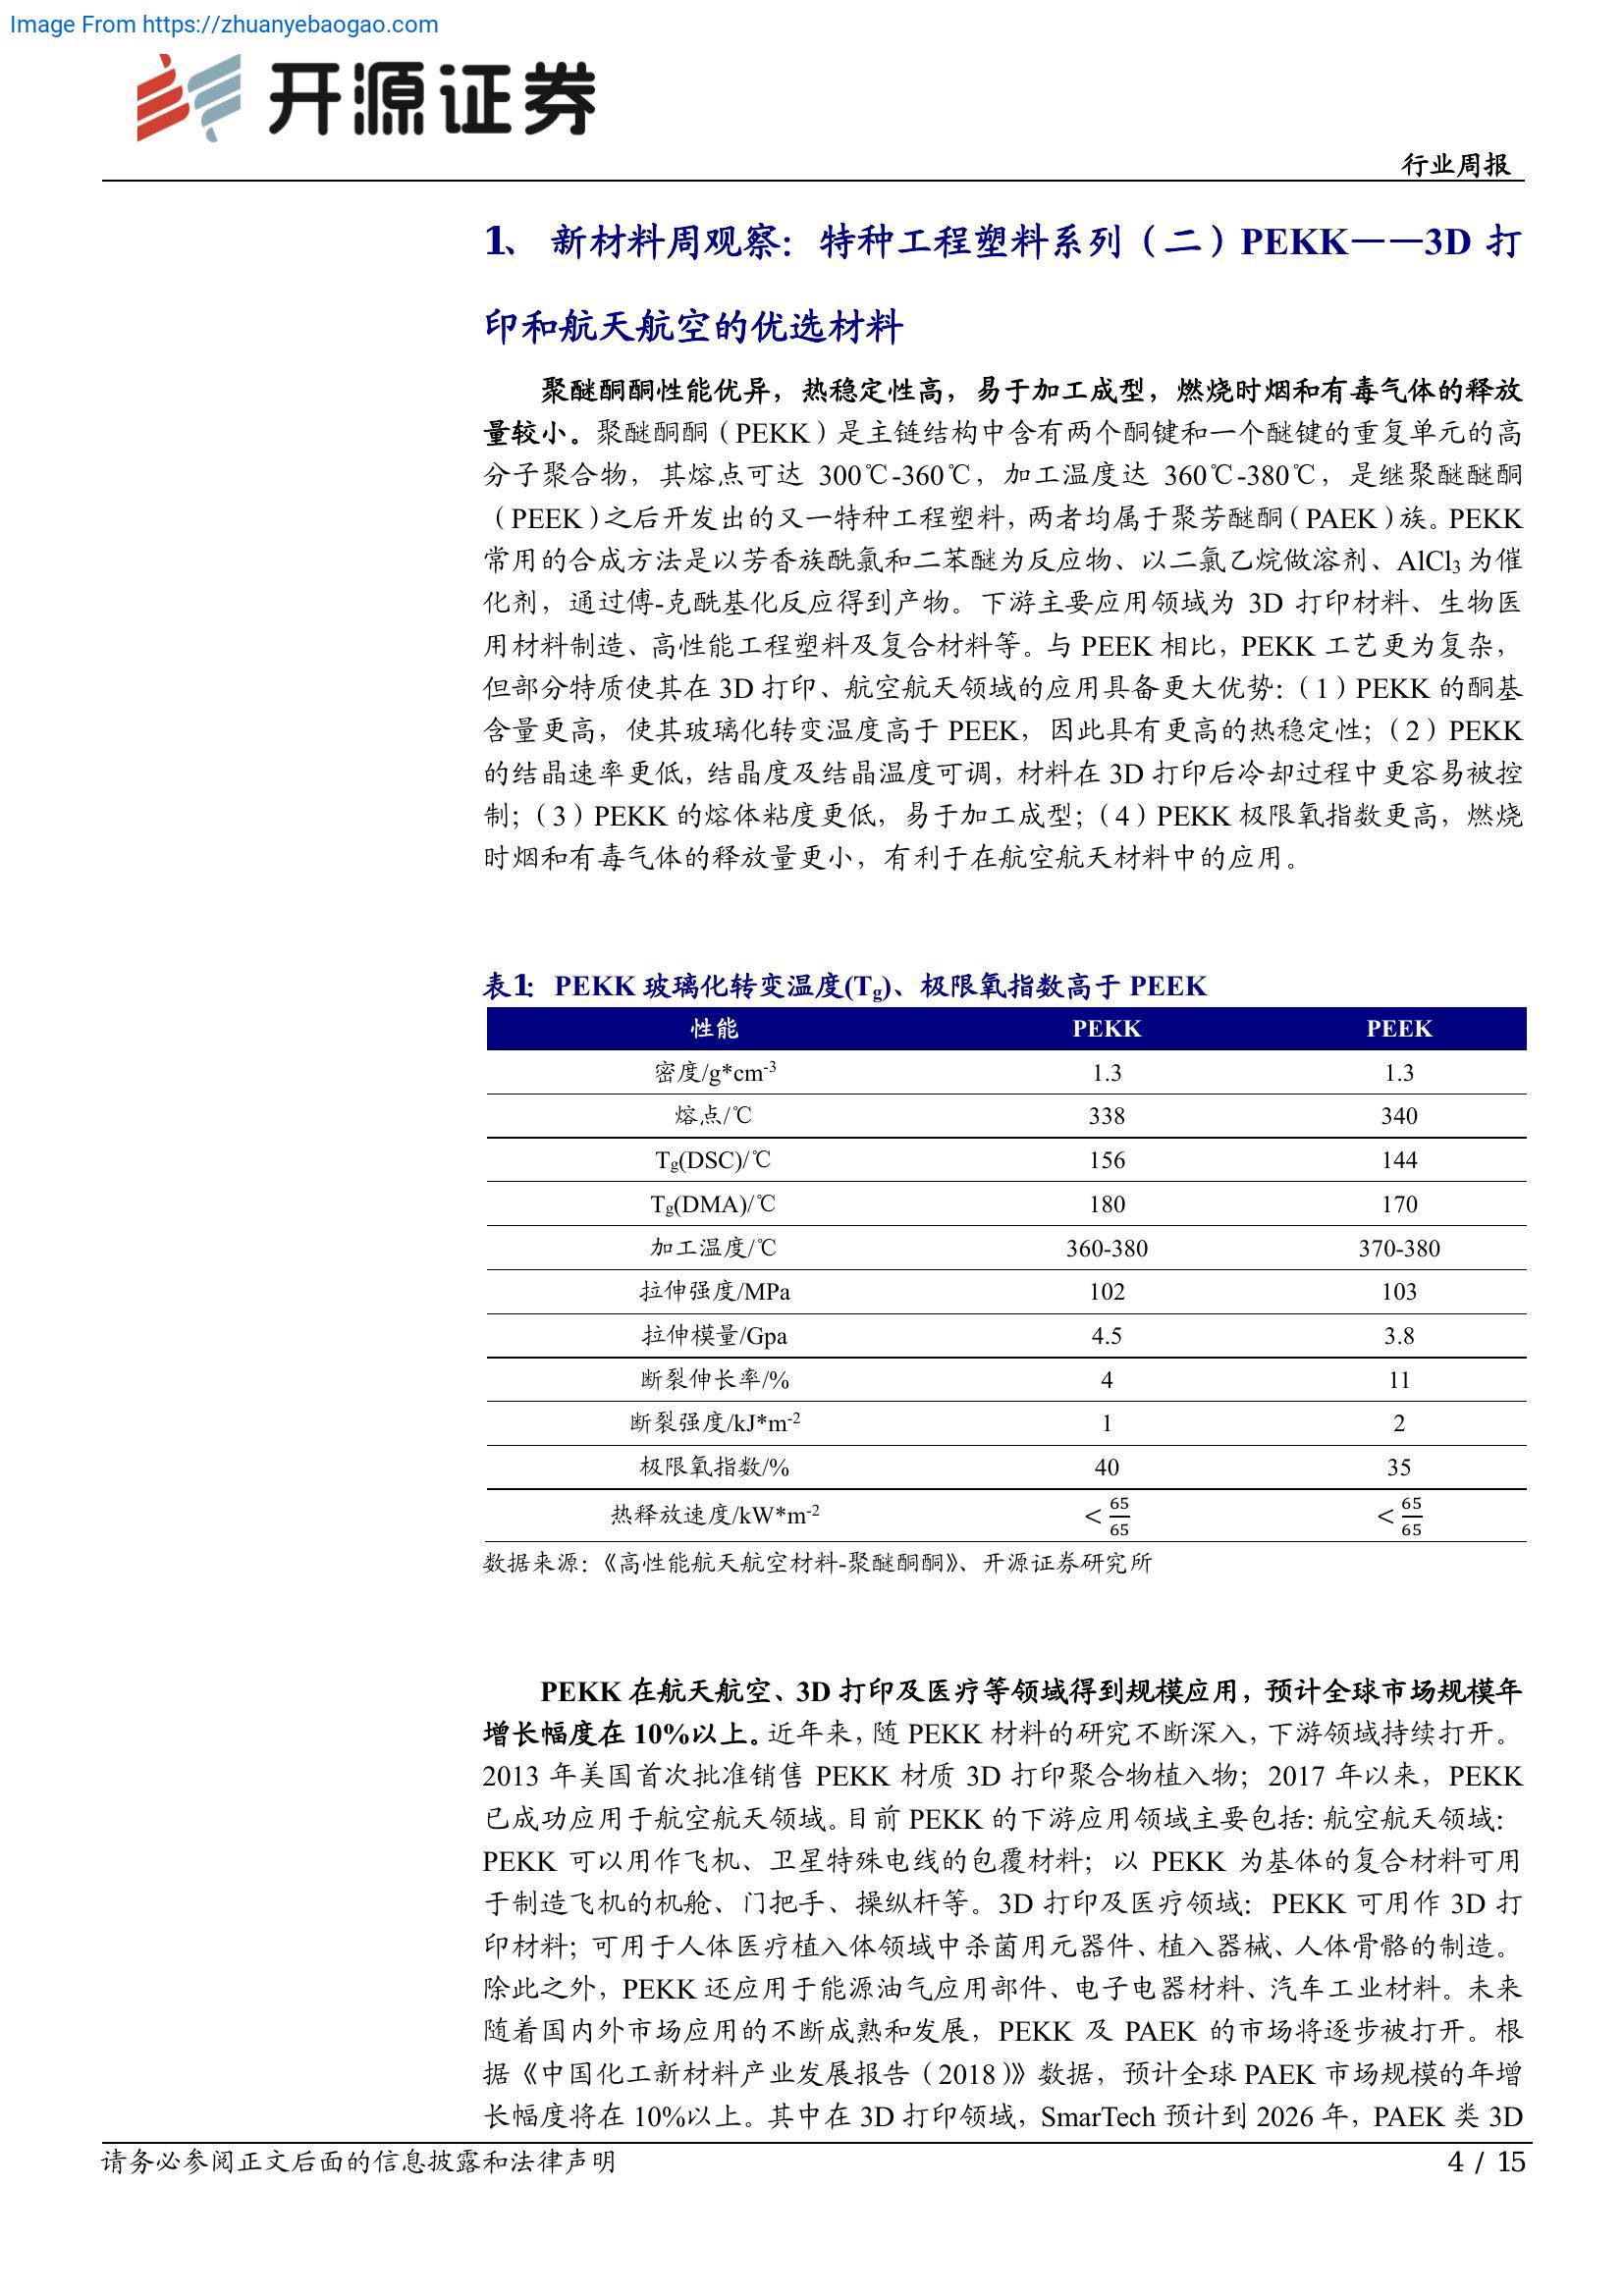 Image From https://zhuanyebaogao.com
开源证券
行业周报
1、 新材料周观察：特种工程塑料系列（二）PEKK——3D 打
印和航天航空的优选材料
聚醚酮酮性能优异，热稳定性高，易于加工成型，燃烧时烟和有毒气体的释放
量较小。聚醚酮酮（PEKK）是主链结构中含有两个酮键和一个醚键的重复单元的高
分子聚合物，其熔点可达 300℃-360℃，加工温度达 360℃-380℃，是继聚醚醚酮
（PEEK）之后开发出的又一特种工程塑料，两者均属于聚芳醚酮（PAEK）族。PEKK
常用的合成方法是以芳香族酰氯和二苯醚为反应物、以二氯乙烷做溶剂、AlCl₃ 为催
化剂，通过傅-克酰基化反应得到产物。下游主要应用领域为 3D 打印材料、生物医
用材料制造、高性能工程塑料及复合材料等。与 PEEK 相比，PEKK 工艺更为复杂，
但部分特质使其在 3D 打印、航空航天领域的应用具备更大优势：（1）PEKK 的酮基
含量更高，使其玻璃化转变温度高于 PEEK，因此具有更高的热稳定性；（2）PEKK
的结晶速率更低，结晶度及结晶温度可调，材料在 3D 打印后冷却过程中更容易被控
制；（3）PEKK 的熔体粘度更低，易于加工成型；（4）PEKK 极限氧指数更高，燃烧
时烟和有毒气体的释放量更小，有利于在航空航天材料中的应用。
表1： PEKK 玻璃化转变温度(Tg)、极限氧指数高于 PEEK
性能 PEKK PEEK
密度/g*cm⁻³ 1.3 1.3
熔点/℃ 338 340
Tg(DSC)/℃ 156 144
Tg(DMA)/℃ 180 170
加工温度/℃ 360-380 370-380
拉伸强度/MPa 102 103
拉伸模量/Gpa 4.5 3.8
断裂伸长率/% 4 11
断裂强度/kJ*m⁻² 1 2
极限氧指数/% 40 35
热释放速度/kW*m⁻² < 65/65 < 65/65
数据来源：《高性能航天航空材料-聚醚酮酮》、开源证券研究所
PEKK 在航天航空、3D 打印及医疗等领域得到规模应用，预计全球市场规模年
增长幅度在 10%以上。近年来，随 PEKK 材料的研究不断深入，下游领域持续打开。
2013 年美国首次批准销售 PEKK 材质 3D 打印聚合物植入物；2017 年以来，PEKK
已成功应用于航空航天领域。目前 PEKK 的下游应用领域主要包括：航空航天领域：
PEKK 可以用作飞机、卫星特殊电线的包覆材料；以 PEKK 为基体的复合材料可用
于制造飞机的机舱、门把手、操纵杆等。3D 打印及医疗领域：PEKK 可用作 3D 打
印材料；可用于人体医疗植入体领域中杀菌用元器件、植入器械、人体骨骼的制造。
除此之外，PEKK 还应用于能源油气应用部件、电子电器材料、汽车工业材料。未来
随着国内外市场应用的不断成熟和发展，PEKK 及 PAEK 的市场将逐步被打开。根
据《中国化工新材料产业发展报告（2018）》数据，预计全球 PAEK 市场规模的年增
长幅度将在 10%以上。其中在 3D 打印领域，SmarTech 预计到 2026 年，PAEK 类 3D
请务必参阅正文后面的信息披露和法律声明
4 / 15